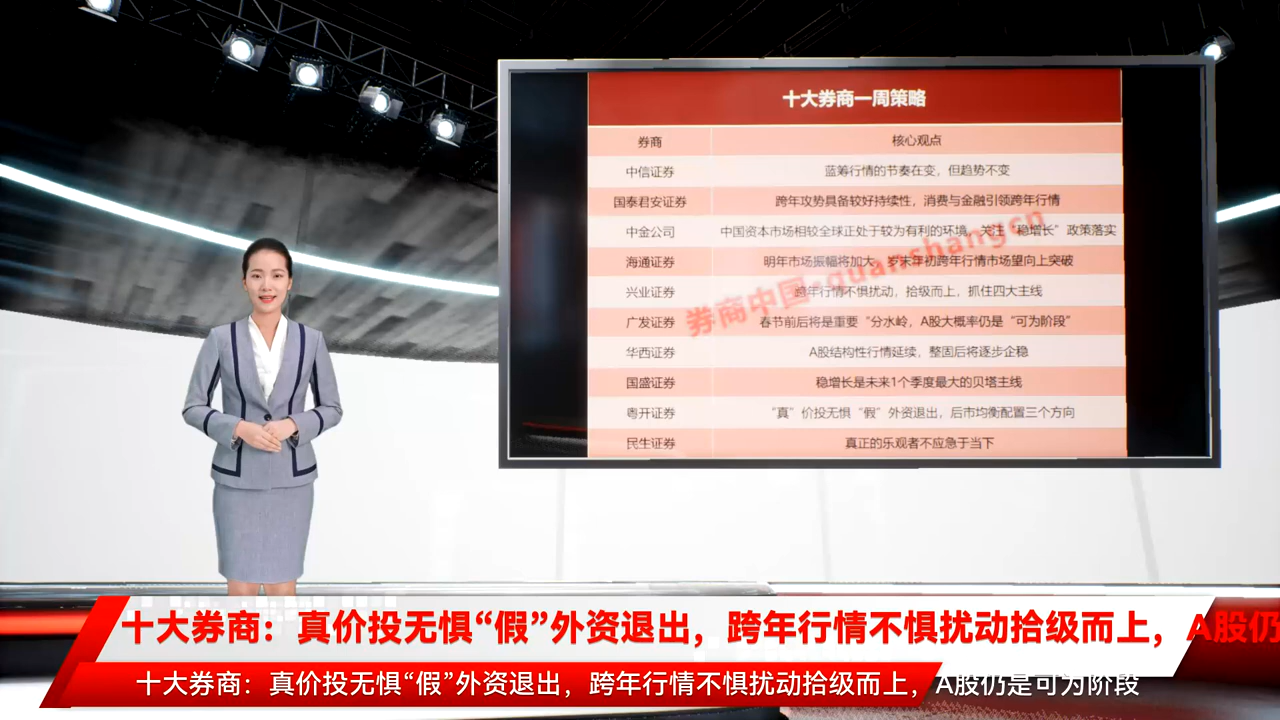 十大券商一周策略
券商 核心观点
中信证券 蓝筹行情的节奏在变，但趋势不变
国泰君安证券 跨年攻势具备较好持续性，消费与金融引领跨年行情
中金公司 中国资本市场相较全球正处于较为有利的环境，关注“稳增长”政策落实
海通证券 明年市场振幅将加大，岁末年初跨年行情市场望向上突破
兴业证券 跨年行情不惧扰动，拾级而上，抓住四大主线
广发证券 春节前后将是重要“分水岭，A股大概率仍是“可为阶段”
华西证券 A股结构性行情延续，整固后将逐步企稳
国盛证券 稳增长是未来1个季度最大的贝塔主线
粤开证券 “真”价投无惧“假”外资退出，后市均衡配置三个方向
民生证券 真正的乐观者不应急于当下
券商中国·quanshangcn
十大券商：真价投无惧“假”外资退出，跨年行情不惧扰动拾级而上，A股仍
十大券商：真价投无惧“假”外资退出，跨年行情不惧扰动拾级而上，A股仍是可为阶段